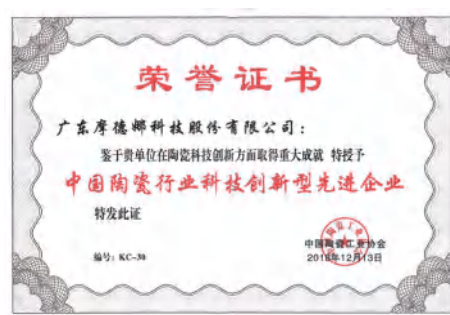 荣誉证书
广东摩德娜科技股份有限公司：
鉴于贵单位在陶瓷科技创新方面取得重大成就 特授予
中国陶瓷行业科技创新型先进企业
特发此证
中国陶瓷工业协会
编号：KC-30
2018年12月13日